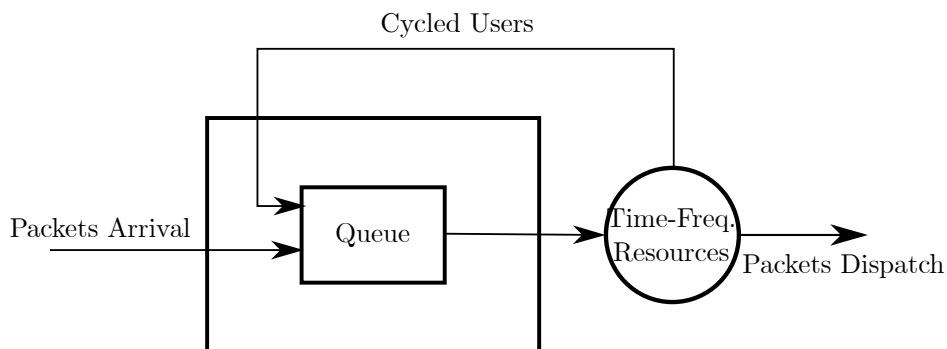 Cycled Users
Packets Arrival
Queue
Time-Freq.
Resources
Packets Dispatch